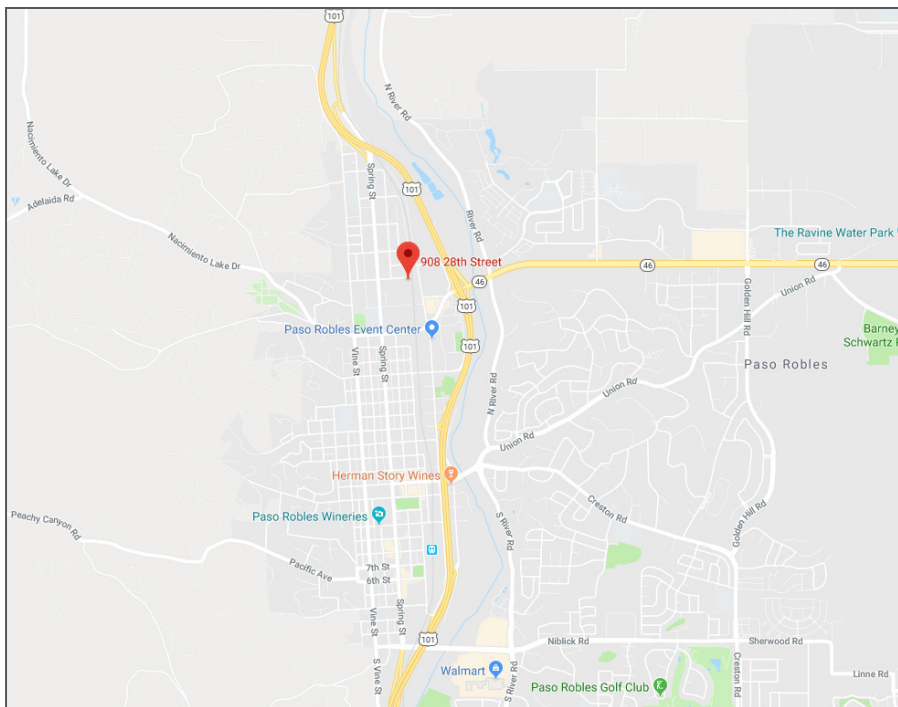 101
N River Rd
Nacimiento Lake Dr
Spring St
101
Adelaida Rd
River Rd
The Ravine Water Park
Nacimiento Lake Dr
908 28th Street
46
46
46
Union Rd
101
Golden Hill Rd
Paso Robles Event Center
Barney
Schwartz
Vine St
Spring St
101
Paso Robles
N River Rd
Union Rd
Union Rd
Herman Story Wines
Creston Rd
Golden Hill Rd
Paso Robles Wineries
Peachy Canyon
Rd
S River Rd
Pacific Ave
7th St
6th St
Vine St
Spring St
101
Niblick Rd
Sherwood Rd
S Vine St
Walmart
S River Rd
Paso Robles Golf Club
Creston Rd
Linne Rd